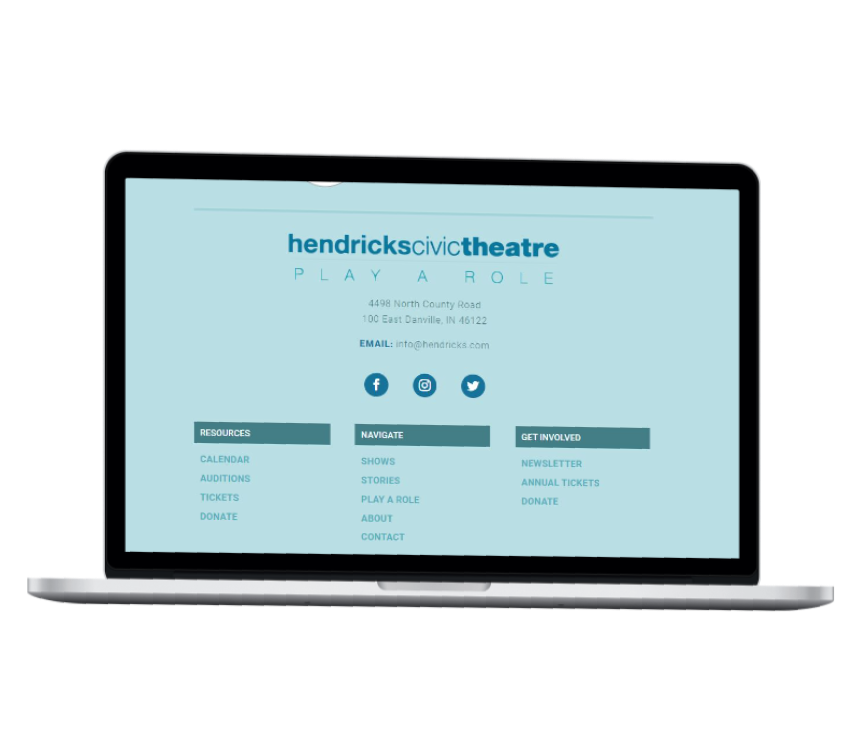 hendrickscivictheatre
PLAY A ROLE
4498 North County Road
100 East Danville, IN 46122
EMAIL: info@hendricks.com
RESOURCES
CALENDAR
AUDITIONS
TICKETS
DONATE
NAVIGATE
SHOWS
STORIES
PLAY A ROLE
ABOUT
CONTACT
GET INVOLVED
NEWSLETTER
ANNUAL TICKETS
DONATE